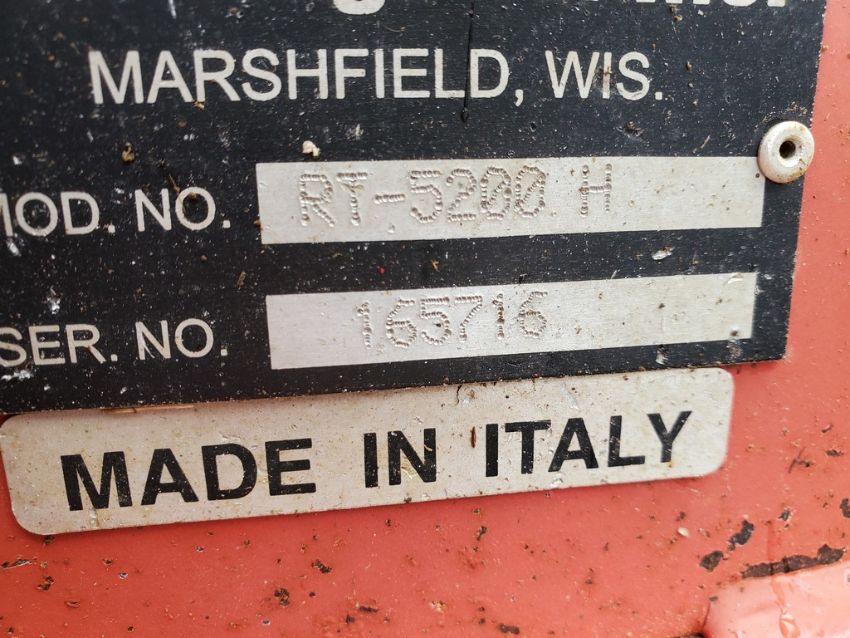 MARSHFIELD, WIS.
MOD. NO. RT-5200 H
SER. NO. 165716
MADE IN ITALY